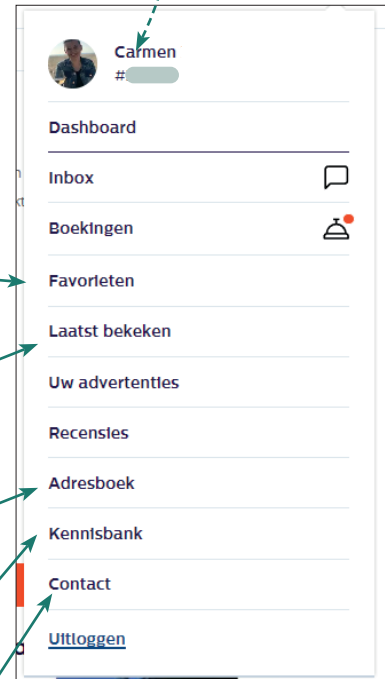 Carmen
#
Dashboard
Inbox
Boekingen
Favorieten
Laatst bekeken
Uw advertenties
Recensies
Adresboek
Kennisbank
Contact
Uitloggen